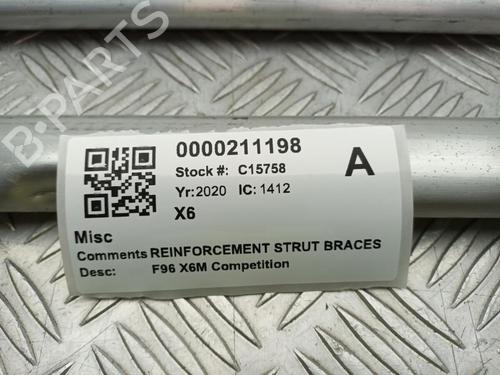 B-PARTS
0000211198
Stock #: C15758
A
Yr:2020 IC:1412
X6
Misc
Comments REINFORCEMENT STRUT BRACES
Desc: F96 X6M Competition